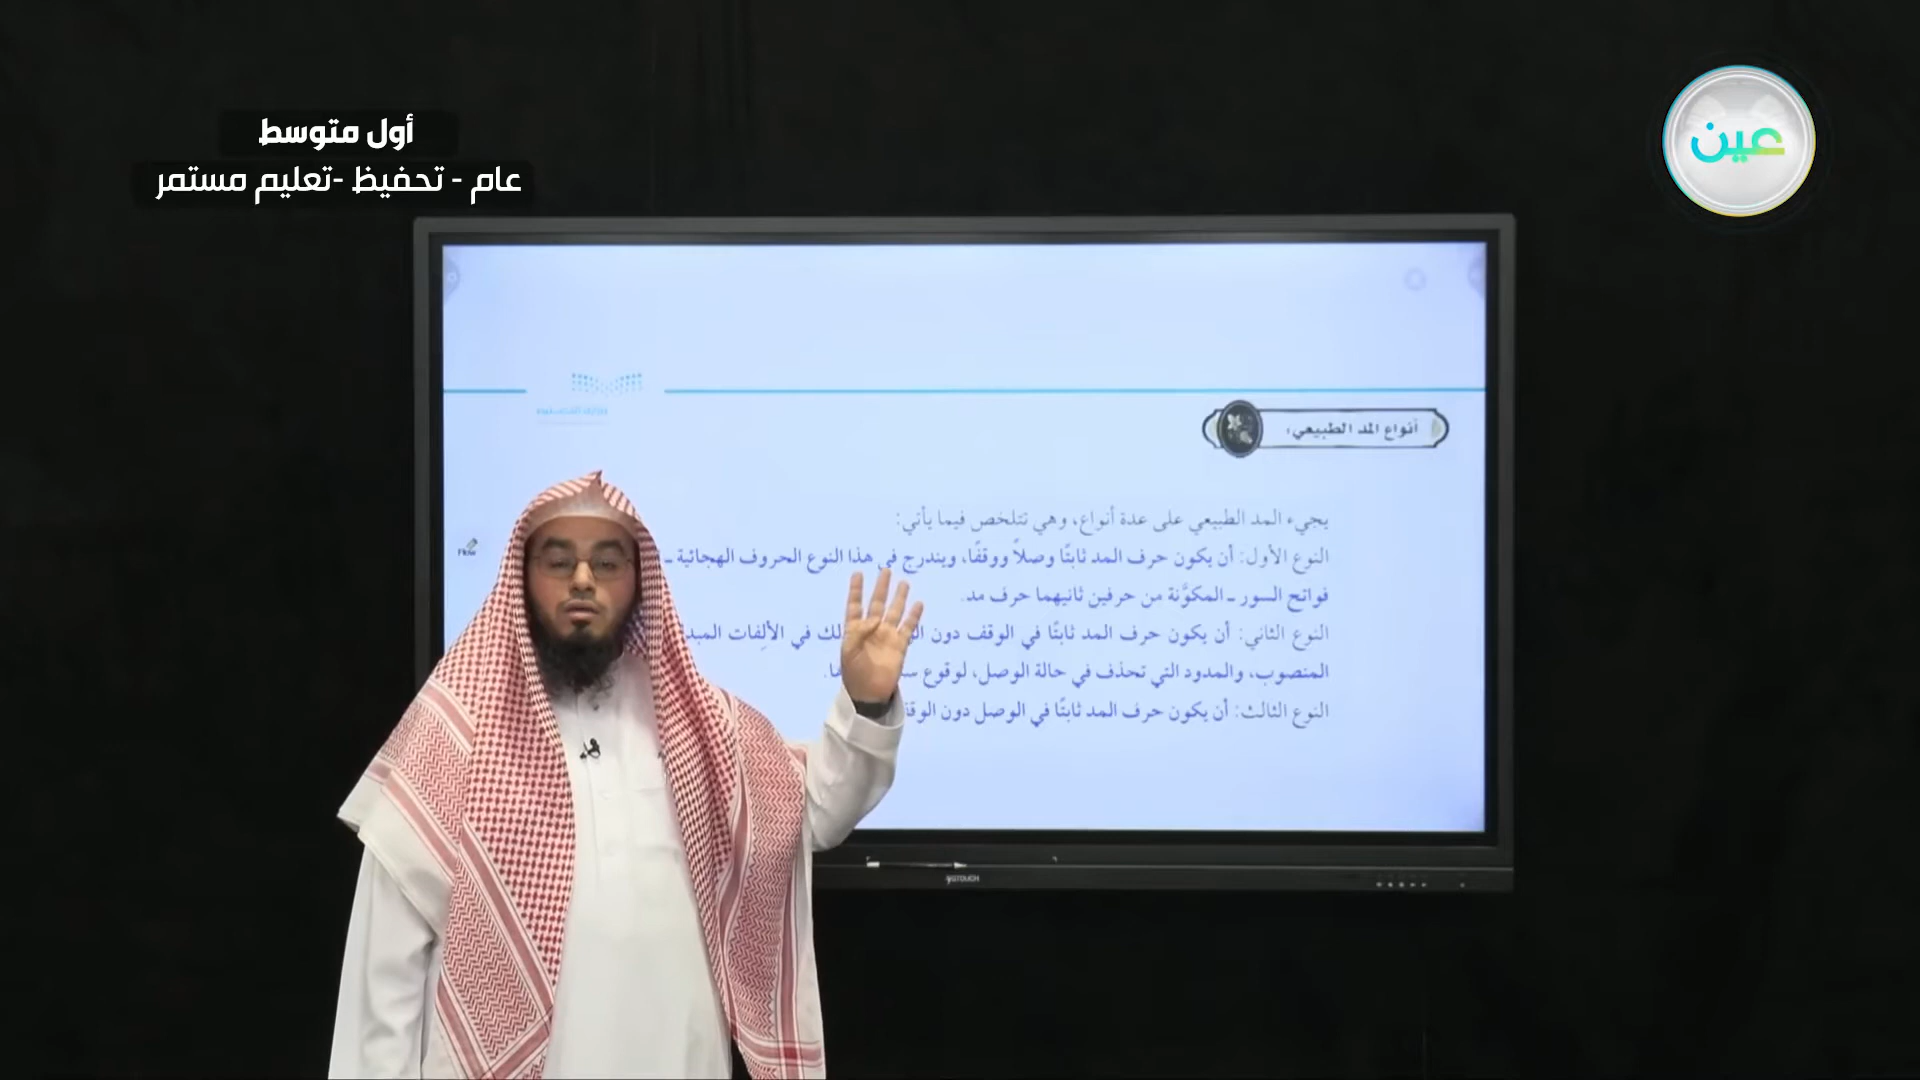 أول متوسط
عام - تحفيظ -تعليم مستمر
عين
أنواع المد الطبيعي:
يجيء المد الطبيعي على عدة أنواع، وهي تتلخص فيما يأتي:
النوع الأول: أن يكون حرف المد ثابتًا وصلاً ووقفًا، ويندرج في هذا النوع الحروف الهجائية ـ
فواتح السور ـ المكوَّنة من حرفين ثانيهما حرف مد.
النوع الثاني: أن يكون حرف المد ثابتًا في الوقف دون في الألِفات
المنصوب، والمدود التي تحذف في حالة الوصل، لوقوع
النوع الثالث: أن يكون حرف المد ثابتًا في الوصل دون